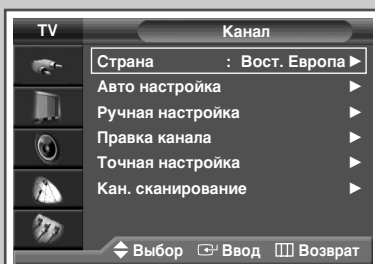 TV
Канал
Страна : Вост. Европа ►
Авто настройка ►
Ручная настройка ►
Правка канала ►
Точная настройка ►
Кан. сканирование ►
Выбор Ввод Возврат